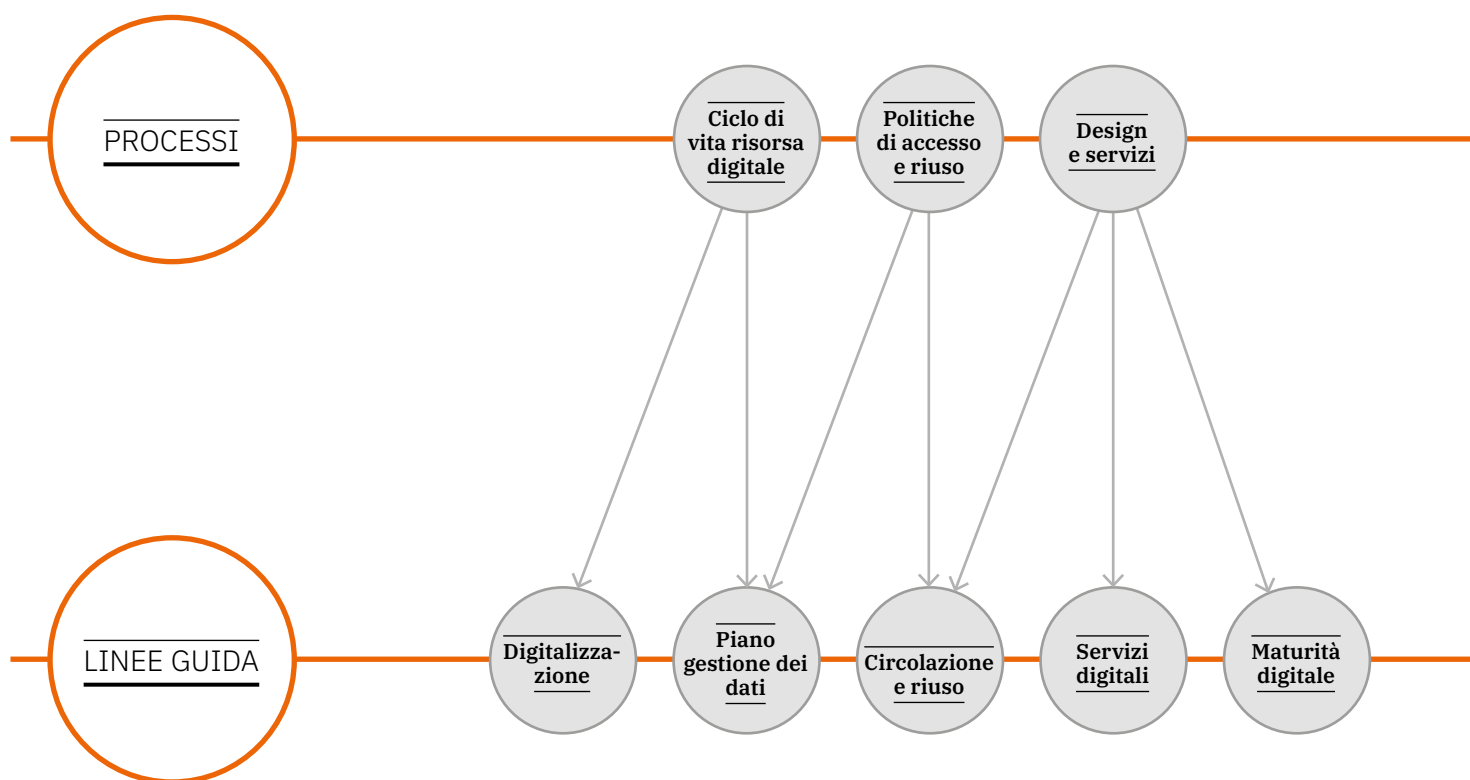 PROCESSI
Ciclo di
vita risorsa
digitale
Politiche
di accesso
e riuso
Design
e servizi
LINEE GUIDA
Digitalizza-
zione
Piano
gestione dei
dati
Circolazione
e riuso
Servizi
digitali
Maturità
digitale